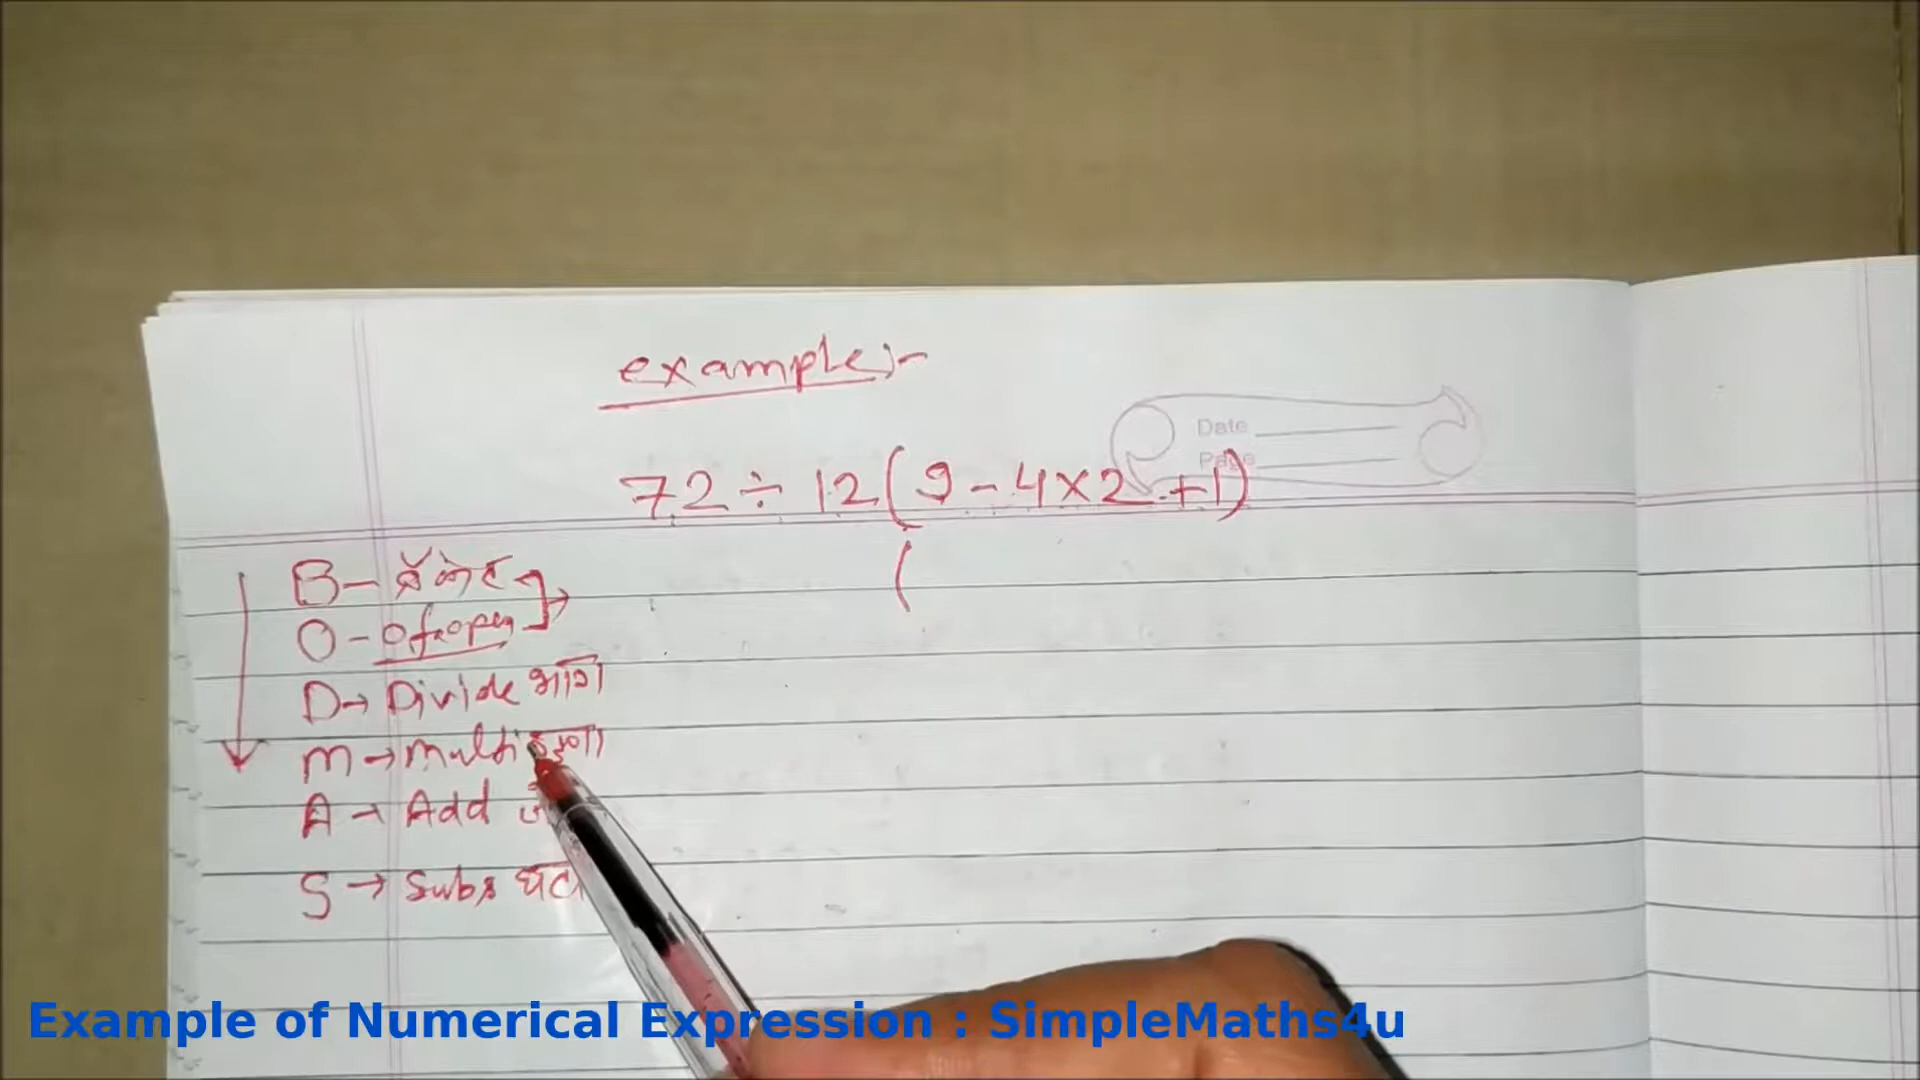 example:-
Date
Page
72 ÷ 12(9-4×2+1)
(
B- ब्रैकेट
O-of open
D→ Divide भाग
M→multi गुणा
A→ Add
S→ Subs
Example of Numerical Expression : SimpleMaths4u